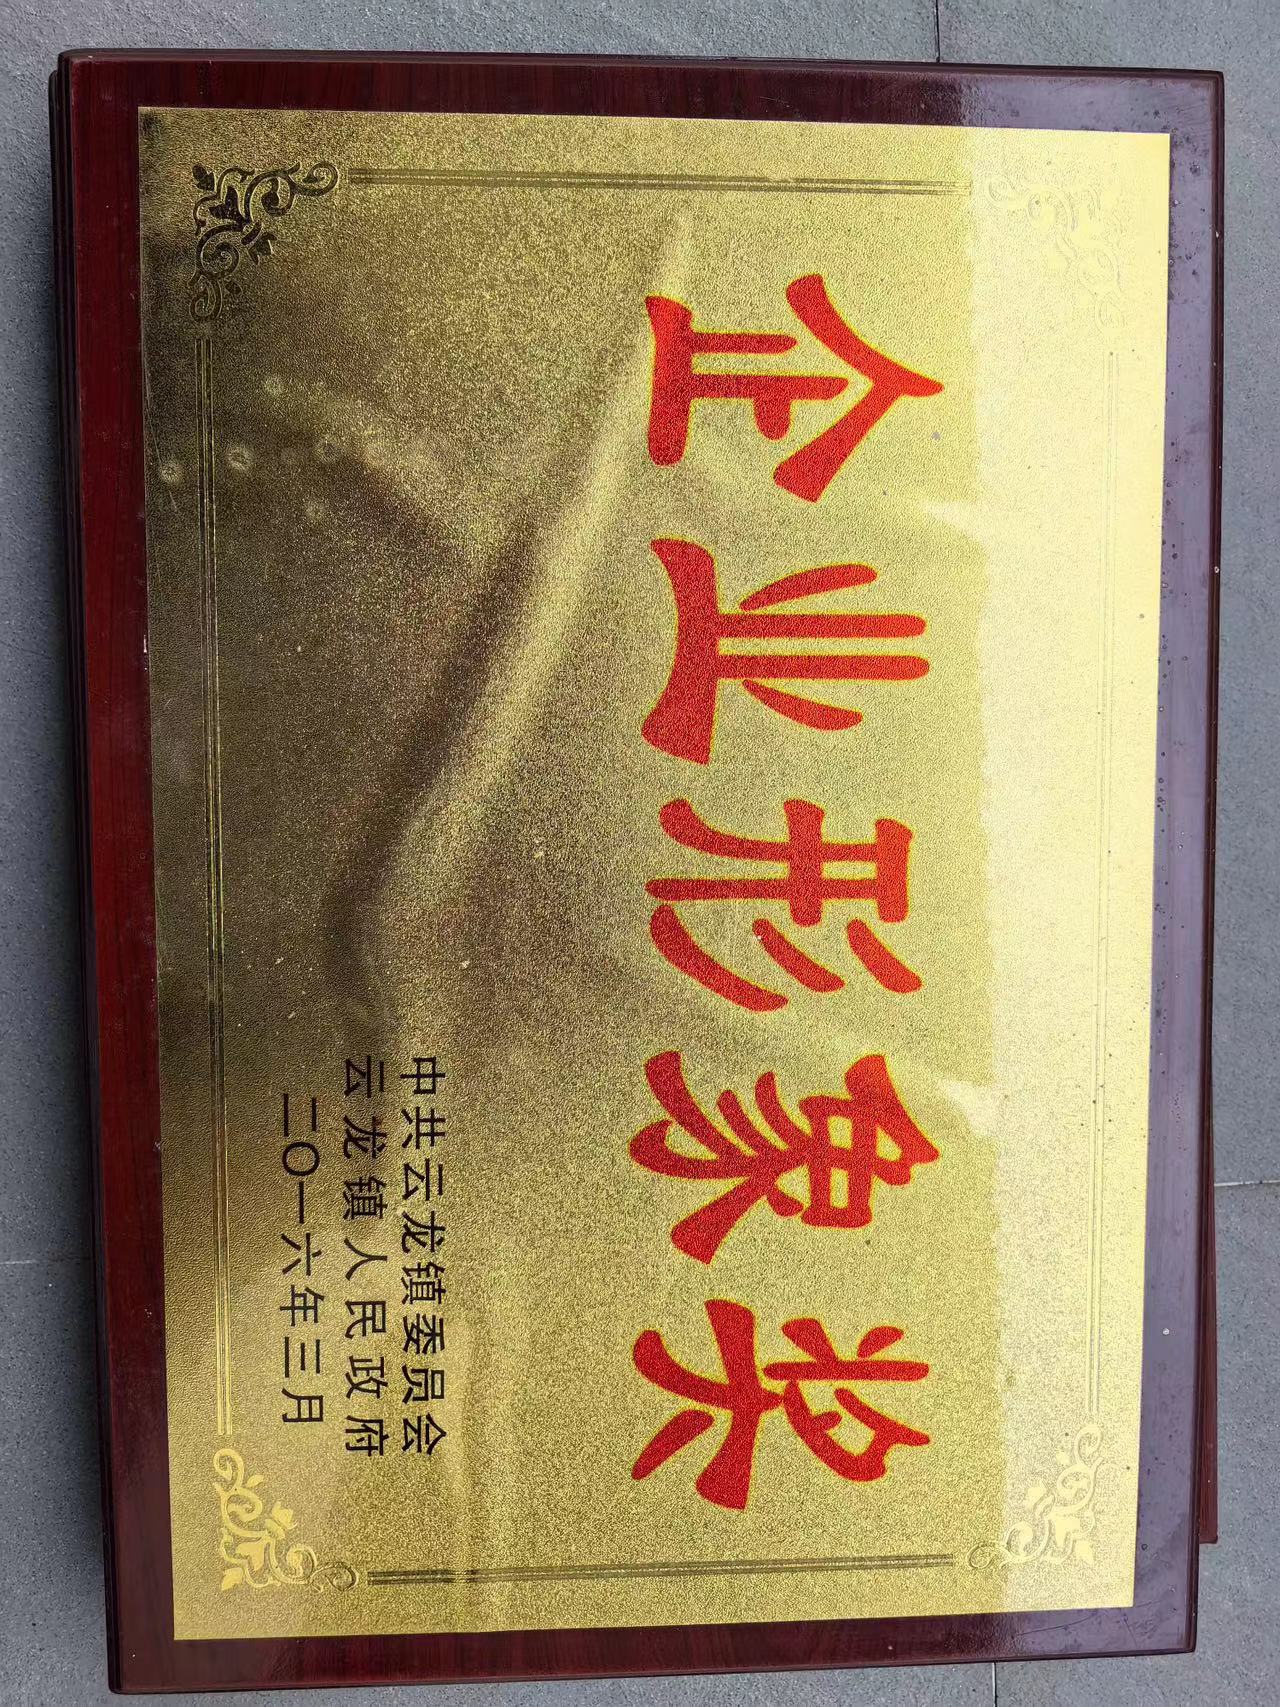 企业形象奖
中共云龙镇委员会
云龙镇人民政府
二〇一六年三月